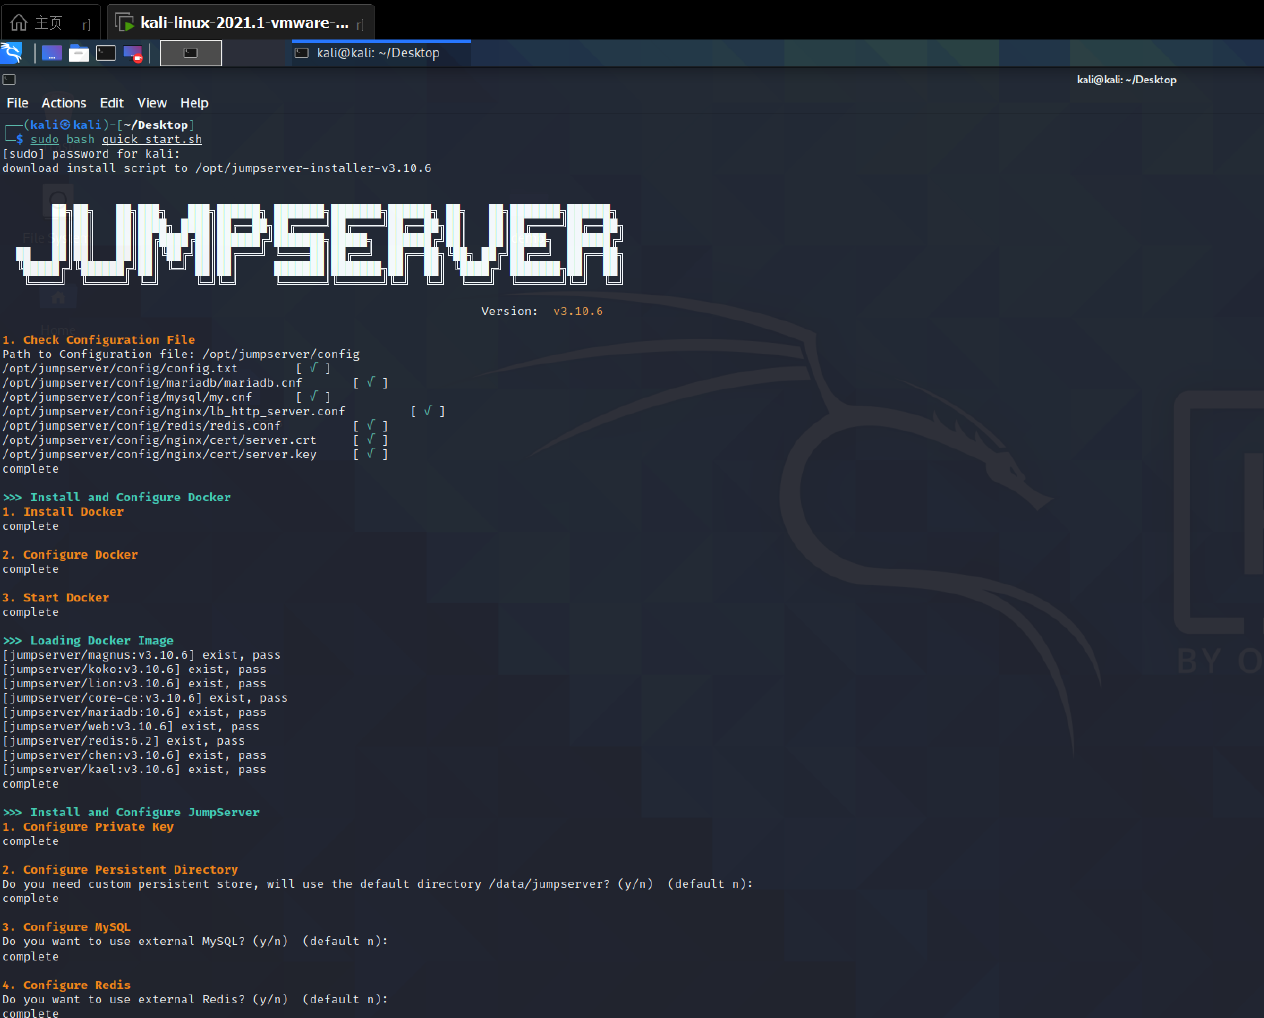 主页
kali-linux-2021.1-vmware-...
kali@kali: ~/Desktop
kali@kali: ~/Desktop
File Actions Edit View Help
(kali㉿kali)-[~/Desktop]
$ sudo bash quick_start.sh
[sudo] password for kali:
download install script to /opt/jumpserver-installer-v3.10.6
JUMPSERVER
Version: v3.10.6
1. Check Configuration File
Path to Configuration file: /opt/jumpserver/config
/opt/jumpserver/config/config.txt [ √ ]
/opt/jumpserver/config/mariadb/mariadb.cnf [ √ ]
/opt/jumpserver/config/mysql/my.cnf [ √ ]
/opt/jumpserver/config/nginx/lb_http_server.conf [ √ ]
/opt/jumpserver/config/redis/redis.conf [ √ ]
/opt/jumpserver/config/nginx/cert/server.crt [ √ ]
/opt/jumpserver/config/nginx/cert/server.key [ √ ]
complete
>>> Install and Configure Docker
1. Install Docker
complete
2. Configure Docker
complete
3. Start Docker
complete
>>> Loading Docker Image
[jumpserver/magnus:v3.10.6] exist, pass
[jumpserver/koko:v3.10.6] exist, pass
[jumpserver/lion:v3.10.6] exist, pass
[jumpserver/core-ce:v3.10.6] exist, pass
[jumpserver/mariadb:10.6] exist, pass
[jumpserver/web:v3.10.6] exist, pass
[jumpserver/redis:6.2] exist, pass
[jumpserver/chen:v3.10.6] exist, pass
[jumpserver/kael:v3.10.6] exist, pass
complete
>>> Install and Configure JumpServer
1. Configure Private Key
complete
2. Configure Persistent Directory
Do you need custom persistent store, will use the default directory /data/jumpserver? (y/n) (default n):
complete
3. Configure MySQL
Do you want to use external MySQL? (y/n) (default n):
complete
4. Configure Redis
Do you want to use external Redis? (y/n) (default n):
complete
Home
BY O